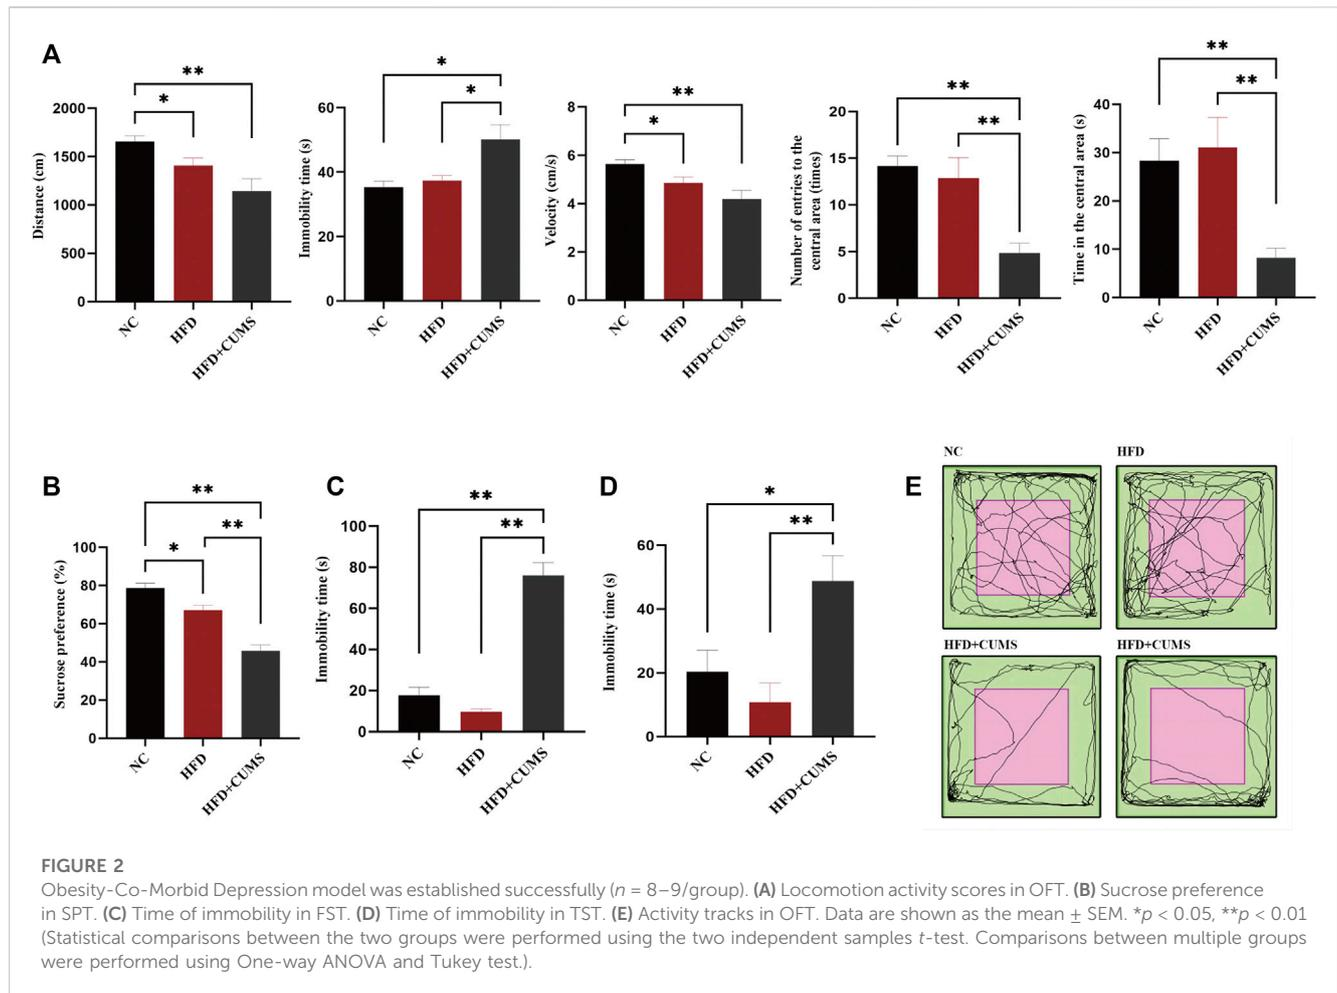 A
**
*
2000
1500
1000
500
0
Distance (cm)
NC
HFD
HFD+CUMS
*
*
60
40
20
0
Immobility time (s)
NC
HFD
HFD+CUMS
**
*
8
6
4
2
0
Velocity (cm/s)
NC
HFD
HFD+CUMS
**
**
20
15
10
5
0
Number of entries to the
central area (times)
NC
HFD
HFD+CUMS
**
**
40
30
20
10
0
Time in the central area (s)
NC
HFD
HFD+CUMS
B
**
**
*
100
80
60
40
20
0
Sucrose preference (%)
NC
HFD
HFD+CUMS
C
**
**
100
80
60
40
20
0
Immobility time (s)
NC
HFD
HFD+CUMS
D
*
**
60
40
20
0
Immobility time (s)
NC
HFD
HFD+CUMS
E
NC
HFD
HFD+CUMS
HFD+CUMS
FIGURE 2
Obesity-Co-Morbid Depression model was established successfully (n = 8–9/group). (A) Locomotion activity scores in OFT. (B) Sucrose preference
in SPT. (C) Time of immobility in FST. (D) Time of immobility in TST. (E) Activity tracks in OFT. Data are shown as the mean ± SEM. *p < 0.05, **p < 0.01
(Statistical comparisons between the two groups were performed using the two independent samples t-test. Comparisons between multiple groups
were performed using One-way ANOVA and Tukey test.).